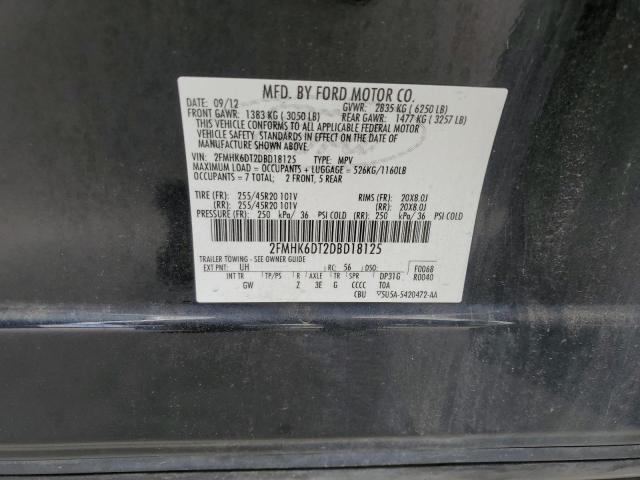 MFD. BY FORD MOTOR CO.
DATE: 09/12 GVWR: 2835 KG ( 6250 LB)
FRONT GAWR: 1383 KG ( 3050 LB) REAR GAWR: 1477 KG ( 3257 LB)
THIS VEHICLE CONFORMS TO ALL APPLICABLE FEDERAL MOTOR
VEHICLE SAFETY STANDARDS IN EFFECT ON THE DATE OF
MANUFACTURE SHOWN ABOVE.
VIN: 2FMHK6DT2DBD18125 TYPE: MPV
MAXIMUM LOAD = OCCUPANTS + LUGGAGE = 526KG/1160LB
OCCUPANTS = 7 TOTAL; 2 FRONT, 5 REAR
TIRE (FR): 255/45R20 101V RIMS (FR): 20X8.0J
(RR): 255/45R20 101V (RR): 20X8.0J
PRESSURE (FR): 250 kPa/ 36 PSI COLD (RR): 250 kPa/ 36 PSI COLD
2FMHK6DT2DBD18125
TRAILER TOWING - SEE OWNER GUIDE
EXT PNT: UH RC: 56 DSO: F0068
INT TR TP/PS R AXLE TR SPRG DP31G R0040
GW Z 3E G CCCC TOA
CBU 5U5A-5420472-AA